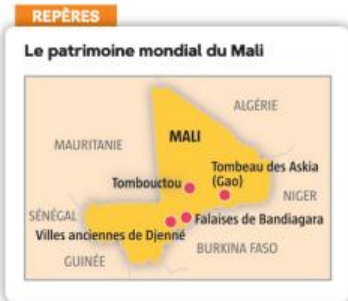 REPÈRES
Le patrimoine mondial du Mali
ALGÉRIE
MAURITANIE
MALI
Tombeau des Askia
(Gao)
Tombouctou
NIGER
SÉNÉGAL
Falaises de Bandiagara
Villes anciennes de Djenné
BURKINA FASO
GUINÉE